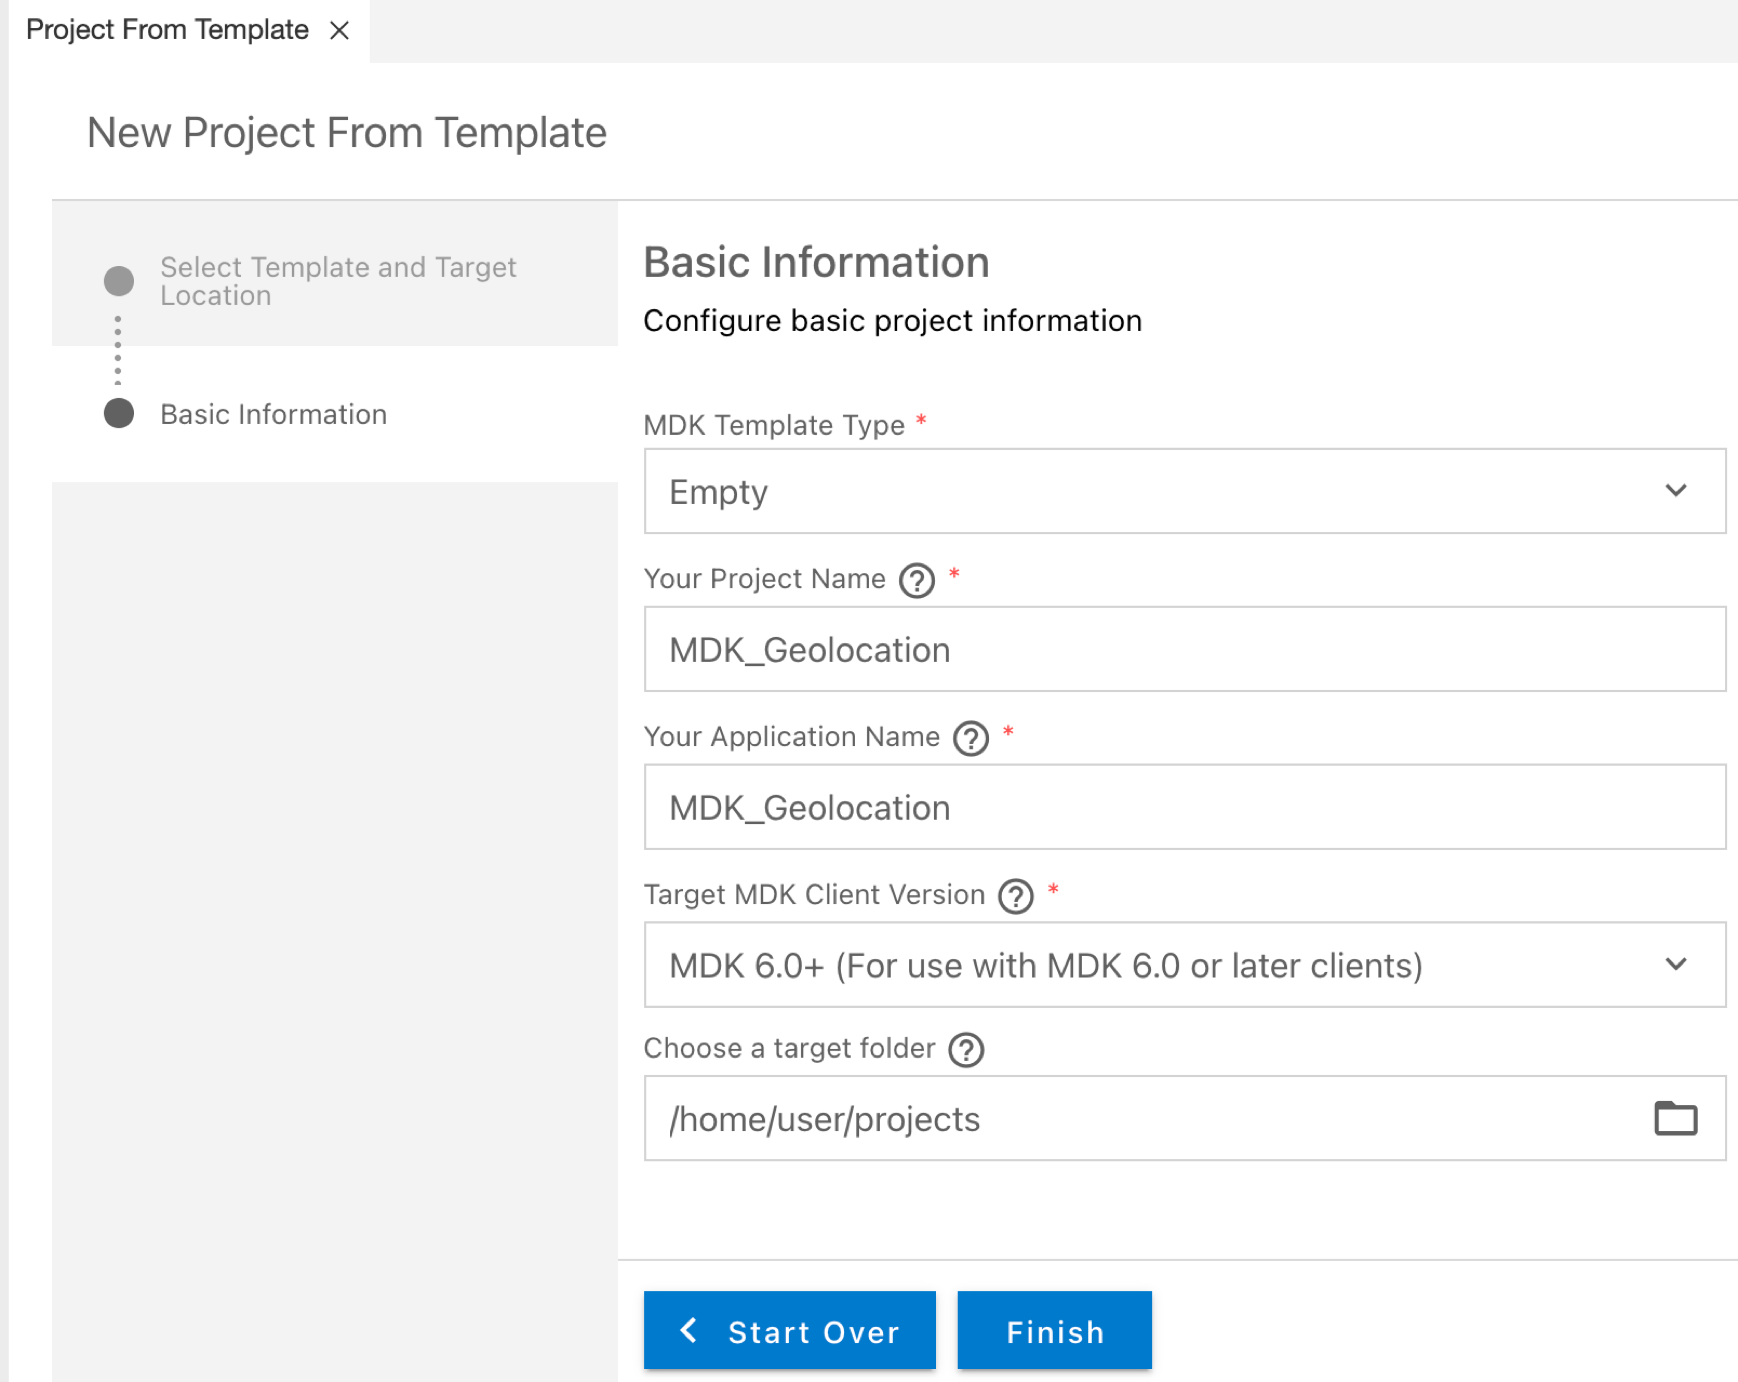 Project From Template
New Project From Template
Select Template and Target
Location
Basic Information
Basic Information
Configure basic project information
MDK Template Type *
Empty
Your Project Name ? *
MDK_Geolocation
Your Application Name ? *
MDK_Geolocation
Target MDK Client Version ? *
MDK 6.0+ (For use with MDK 6.0 or later clients)
Choose a target folder ?
/home/user/projects
Start Over
Finish